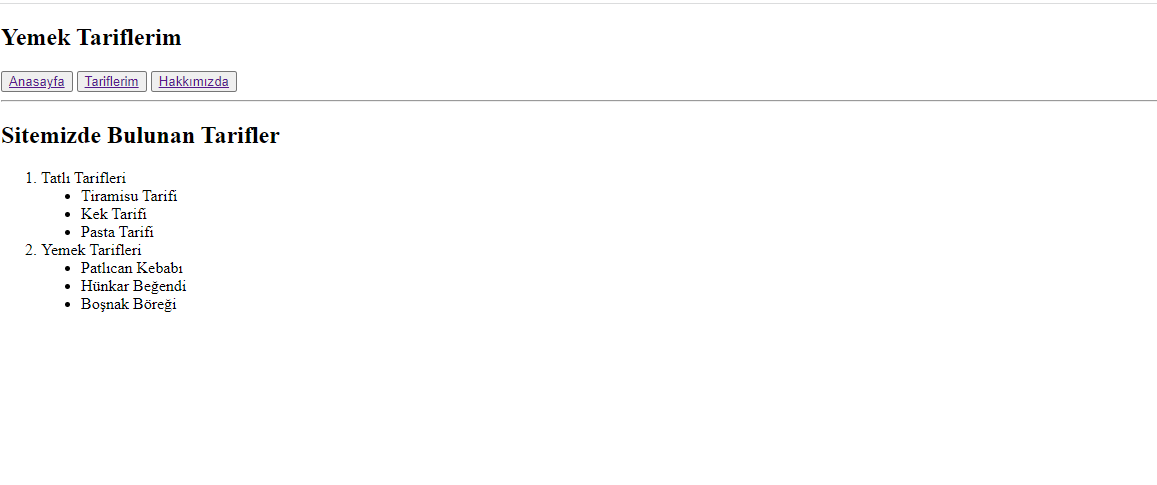 Yemek Tariflerim
Anasayfa Tariflerim Hakkımızda
Sitemizde Bulunan Tarifler
1. Tatlı Tarifleri
• Tiramisu Tarifi
• Kek Tarifi
• Pasta Tarifi
2. Yemek Tarifleri
• Patlıcan Kebabı
• Hünkar Beğendi
• Boşnak Böreği